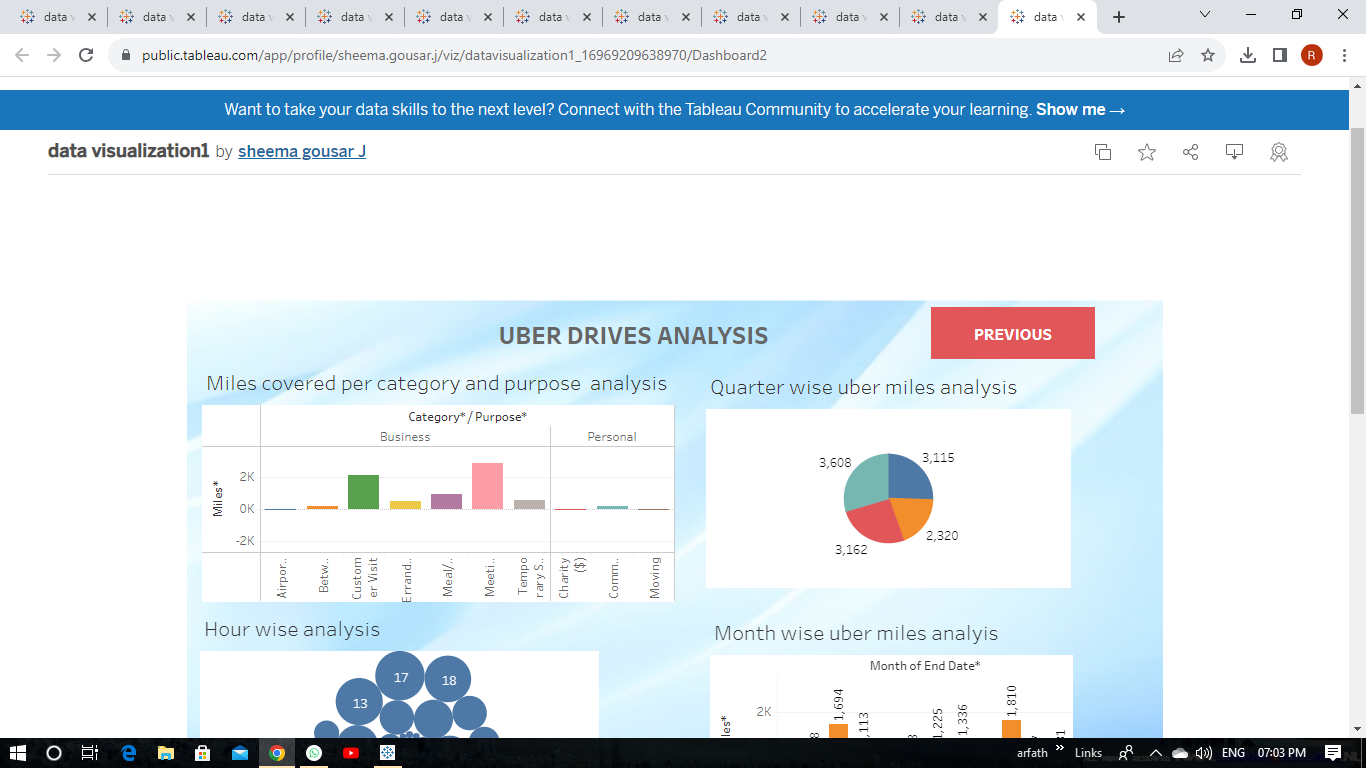 data
data
data
data
data
data
data
data
data
data
data
public.tableau.com/app/profile/sheema.gousar.j/viz/datavisualization1_16969209638970/Dashboard2
R
Want to take your data skills to the next level? Connect with the Tableau Community to accelerate your learning. Show me →
data visualization1 by sheema gousar J
UBER DRIVES ANALYSIS
PREVIOUS
Miles covered per category and purpose analysis
Category* / Purpose*
Business Personal
Miles*
2K
0K
-2K
Airpor..
Betw..
Custom
er Visit
Errand..
Meal/..
Meeti..
Tempo
rary S..
Charity
($)
Comm..
Moving
Quarter wise uber miles analysis
3,608
3,115
2,320
3,162
Hour wise analysis
17
18
13
Month wise uber miles analyis
Month of End Date*
2K
1,694
1,225
1,336
1,810
arfath
Links
ENG
07:03 PM